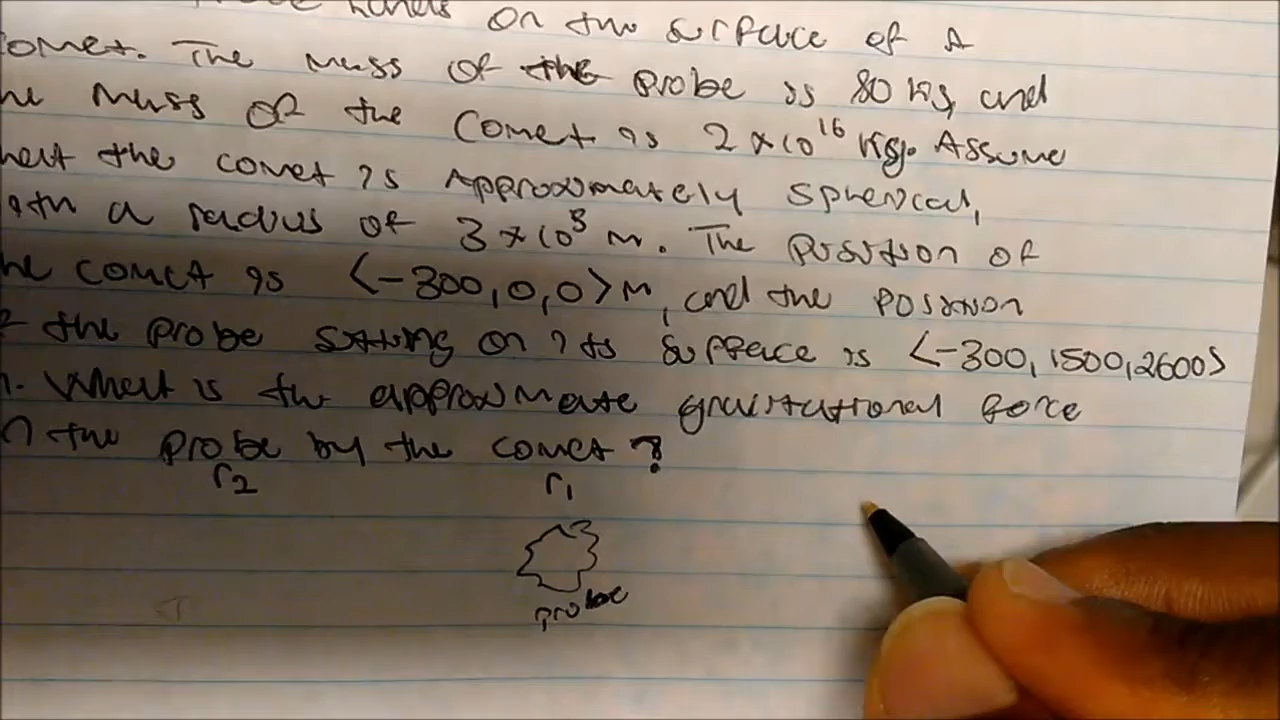 on the surface of A
comet. The mass of the probe is 80 kg, and
the mass of the comet is 2 × 10^16 kg. Assume
that the comet is Approximately spherical,
with a radius of 3 × 10^3 m. The position of
the comet is <-300, 0, 0> m, and the position
of the probe sitting on its surface is <-300, 1500, 2600>
m. What is the approximate gravitational force
on the probe by the comet?
r2 r1
probe